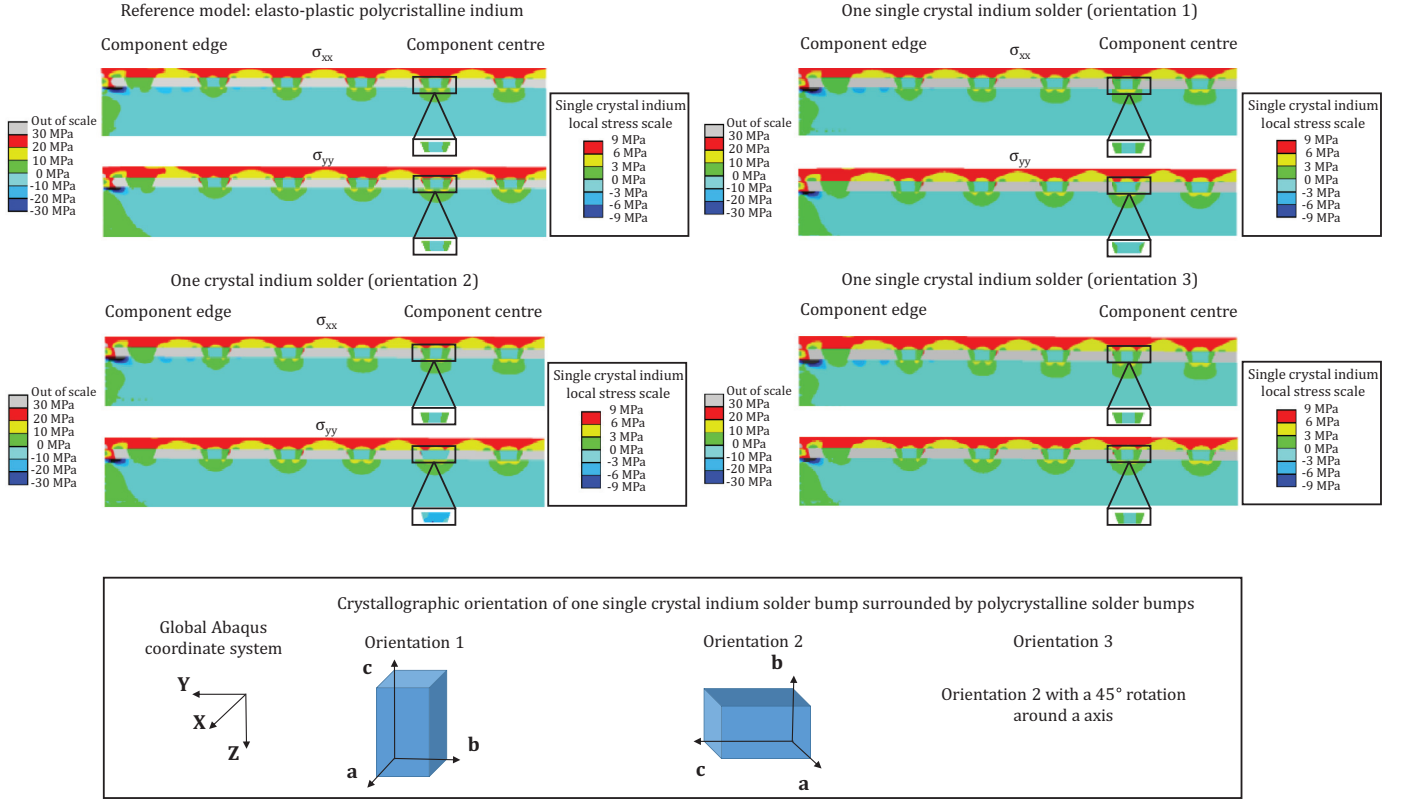 Reference model: elasto-plastic polycristalline indium
Component edge
σxx
Component centre
Out of scale
30 MPa
20 MPa
10 MPa
0 MPa
-10 MPa
-20 MPa
-30 MPa
σyy
Single crystal indium
local stress scale
9 MPa
6 MPa
3 MPa
0 MPa
-3 MPa
-6 MPa
-9 MPa
One single crystal indium solder (orientation 1)
Component edge
σxx
Component centre
Out of scale
30 MPa
20 MPa
10 MPa
0 MPa
-10 MPa
-20 MPa
-30 MPa
σyy
Single crystal indium
local stress scale
9 MPa
6 MPa
3 MPa
0 MPa
-3 MPa
-6 MPa
-9 MPa
One crystal indium solder (orientation 2)
Component edge
σxx
Component centre
Out of scale
30 MPa
20 MPa
10 MPa
0 MPa
-10 MPa
-20 MPa
-30 MPa
σyy
Single crystal indium
local stress scale
9 MPa
6 MPa
3 MPa
0 MPa
-3 MPa
-6 MPa
-9 MPa
One single crystal indium solder (orientation 3)
Component edge
σxx
Component centre
Out of scale
30 MPa
20 MPa
10 MPa
0 MPa
-10 MPa
-20 MPa
-30 MPa
σyy
Single crystal indium
local stress scale
9 MPa
6 MPa
3 MPa
0 MPa
-3 MPa
-6 MPa
-9 MPa
Crystallographic orientation of one single crystal indium solder bump surrounded by polycrystalline solder bumps
Global Abaqus
coordinate system
Y
X
Z
Orientation 1
c
b
a
Orientation 2
b
c
a
Orientation 3
Orientation 2 with a 45° rotation
around a axis